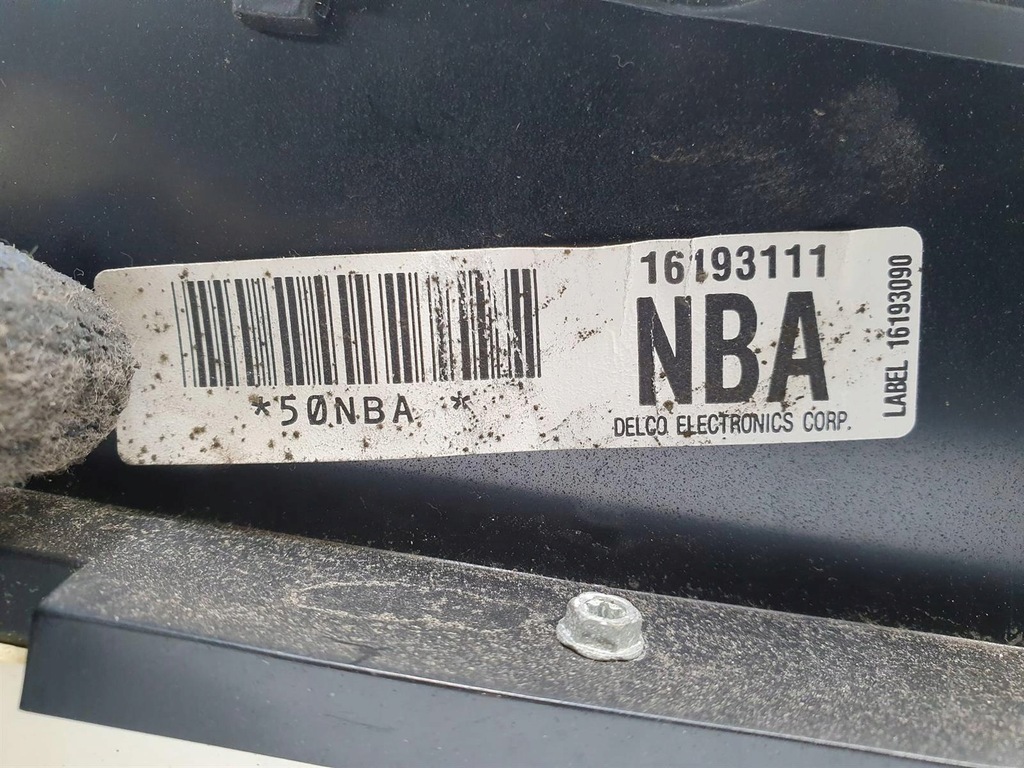 *50NBA *
16193111
NBA
DELCO ELECTRONICS CORP.
LABEL 16193090